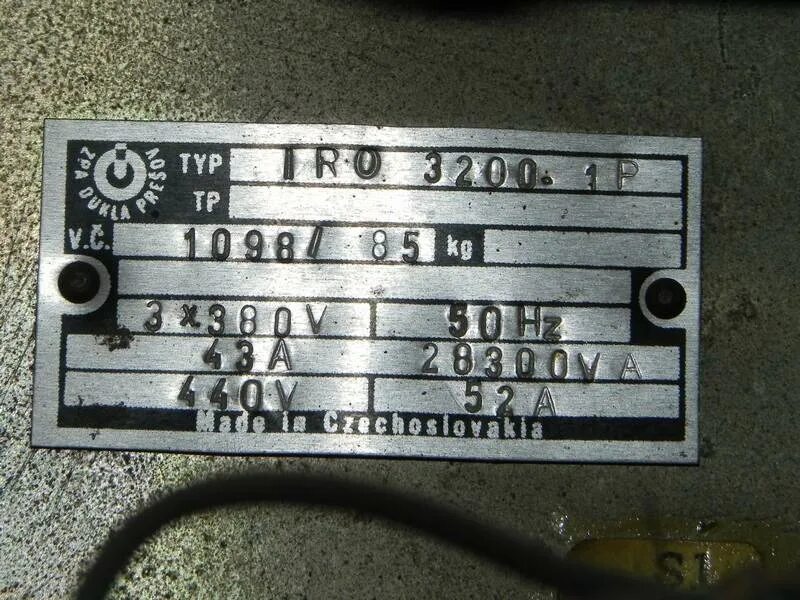 ZPA DUKLA PREŠOV
TYP IRO 3200. 1P
TP
V.Č. 1098/ 85 kg
3x380V 50Hz
43A 28300VA
440V 52A
Made in Czechoslovakia
S1